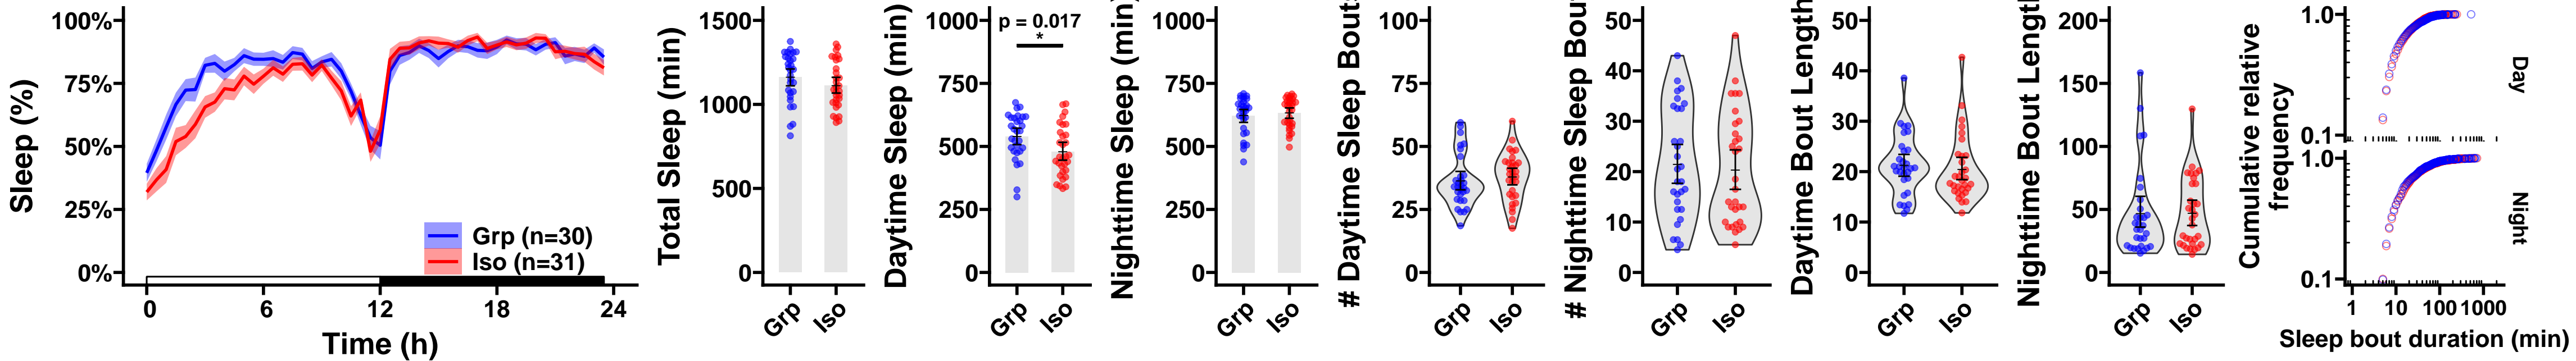 Sleep (%)
100%
75%
50%
25%
0%
Grp (n=30)
Iso (n=31)
0 6 12 18 24
Time (h)
Total Sleep (min)
1500
1000
500
0
Grp Iso
Daytime Sleep (min)
1000
750
500
250
0
p = 0.017
*
Grp Iso
Nighttime Sleep (min)
1000
750
500
250
0
Grp Iso
# Daytime Sleep Bouts
100
75
50
25
0
Grp Iso
# Nighttime Sleep Bou
50
40
30
20
10
0
Grp Iso
Daytime Bout Length
50
40
30
20
10
0
Grp Iso
Nighttime Bout Length
200
150
100
50
0
Grp Iso
Cumulative relative
frequency
1.0
0.1
Day
1.0
0.1
Night
1 10 100 1000
Sleep bout duration (min)